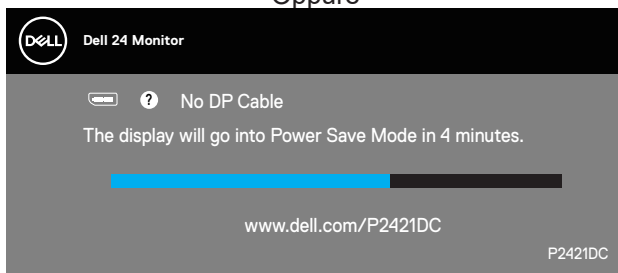 Oppure
DELL
Dell 24 Monitor
? No DP Cable
The display will go into Power Save Mode in 4 minutes.
www.dell.com/P2421DC
P2421DC